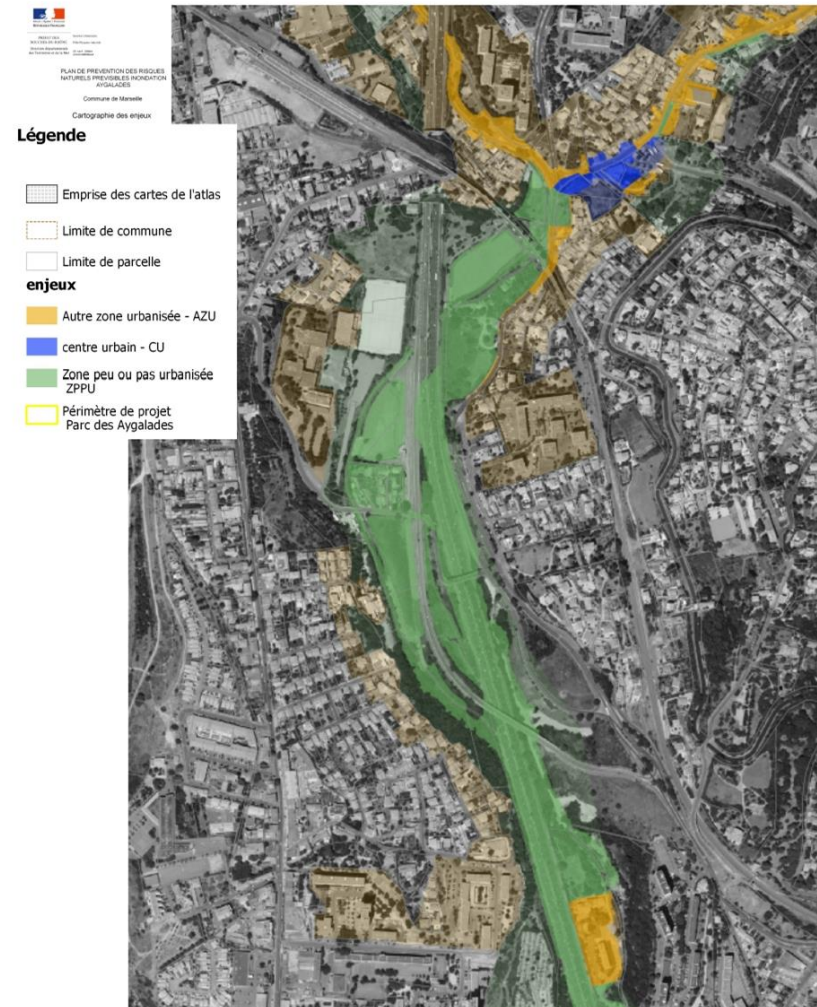 PLAN DE PREVENTION DES RISQUES
NATURELS PREVISIBLES INONDATION
AYGALADES
Commune de Marseille
Cartographie des enjeux
Légende
Emprise des cartes de l'atlas
Limite de commune
Limite de parcelle
enjeux
Autre zone urbanisée - AZU
centre urbain - CU
Zone peu ou pas urbanisée
ZPPU
Périmètre de projet
Parc des Aygalades